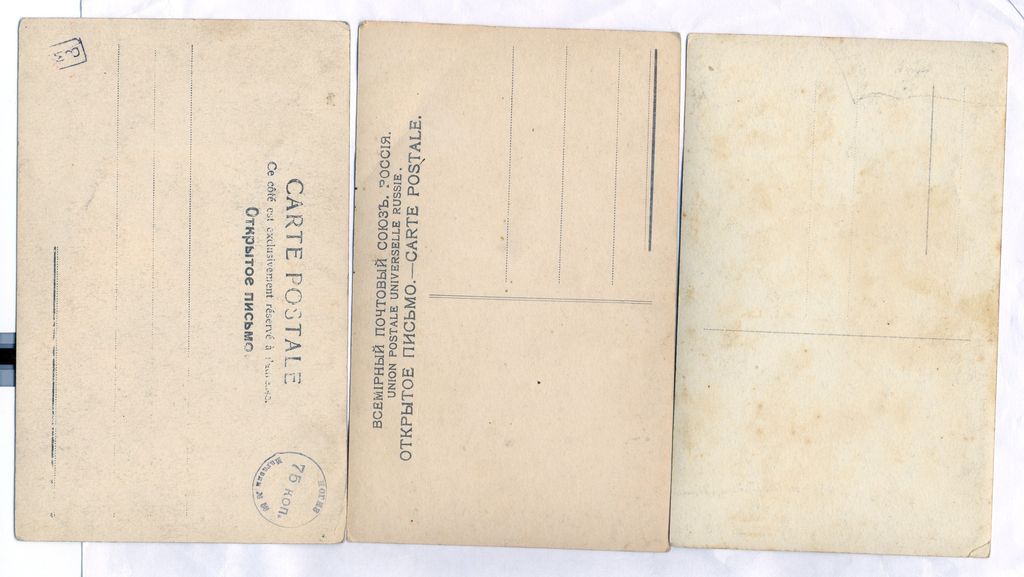 CARTE POSTALE
Ce côté est exclusivement réservé à
Открытое письмо.
75 коп.
ВСЕМІРНЫЙ ПОЧТОВЫЙ СОЮЗЪ. РОССІЯ.
UNION POSTALE UNIVERSELLE RUSSIE.
ОТКРЫТОЕ ПИСЬМО.—CARTE POSTALE.